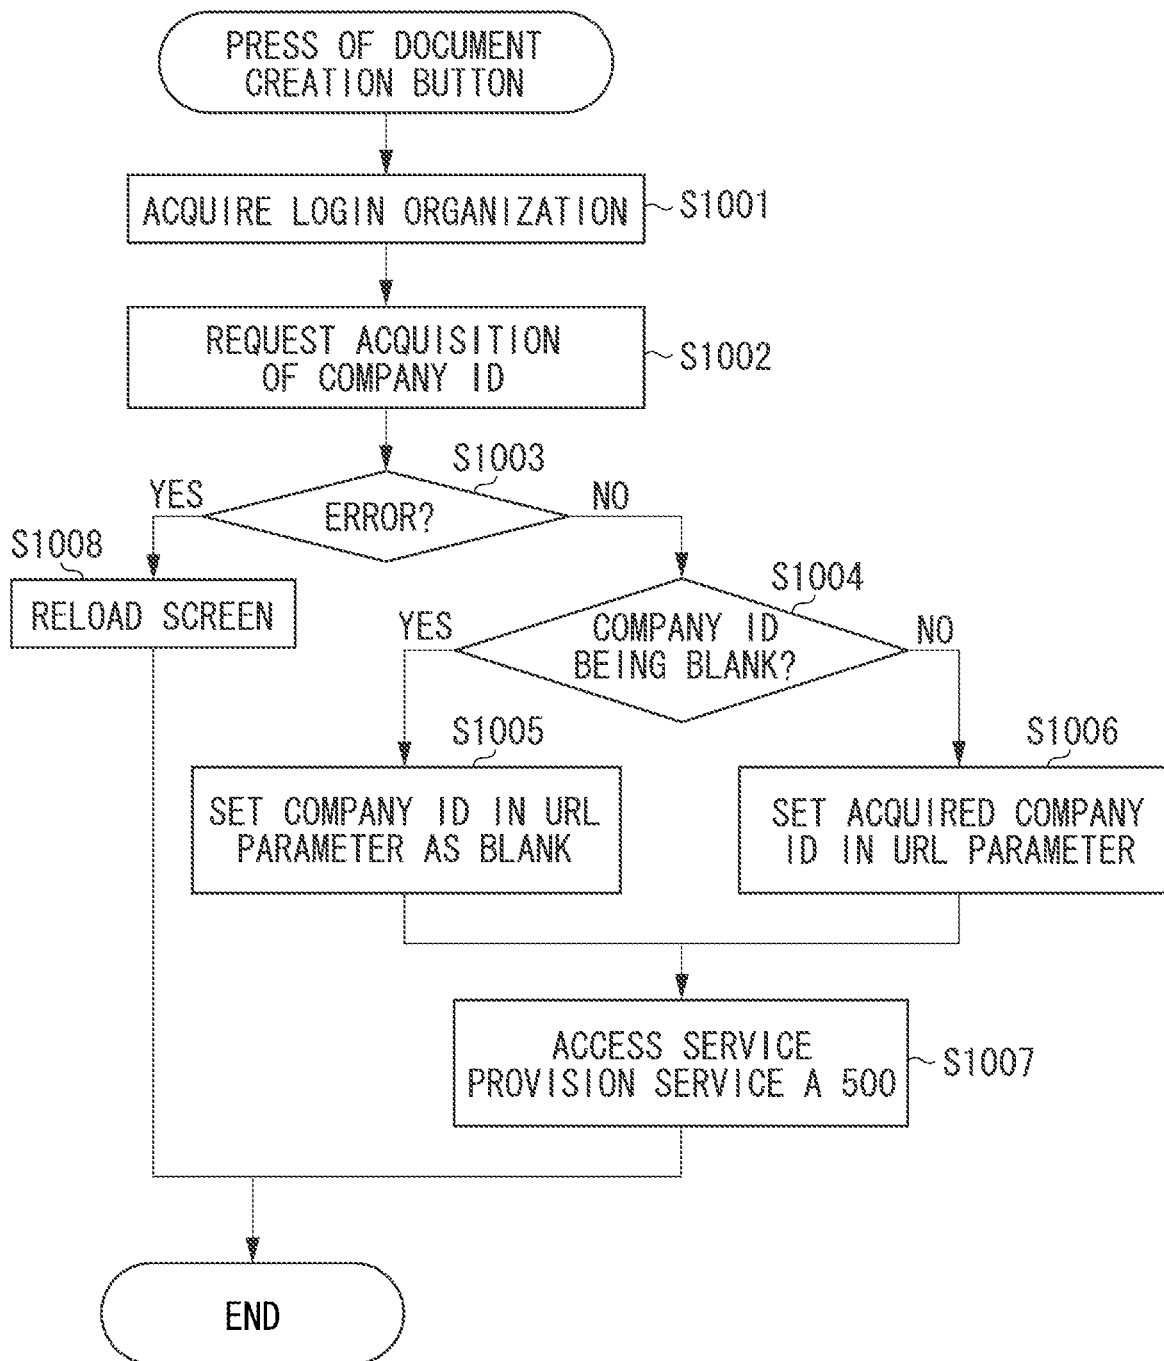 PRESS OF DOCUMENT
CREATION BUTTON
ACQUIRE LOGIN ORGANIZATION
S1001
REQUEST ACQUISITION
OF COMPANY ID
S1002
S1003
YES
ERROR?
NO
S1008
RELOAD SCREEN
S1004
YES
COMPANY ID
BEING BLANK?
NO
S1005
SET COMPANY ID IN URL
PARAMETER AS BLANK
S1006
SET ACQUIRED COMPANY
ID IN URL PARAMETER
ACCESS SERVICE
PROVISION SERVICE A 500
S1007
END